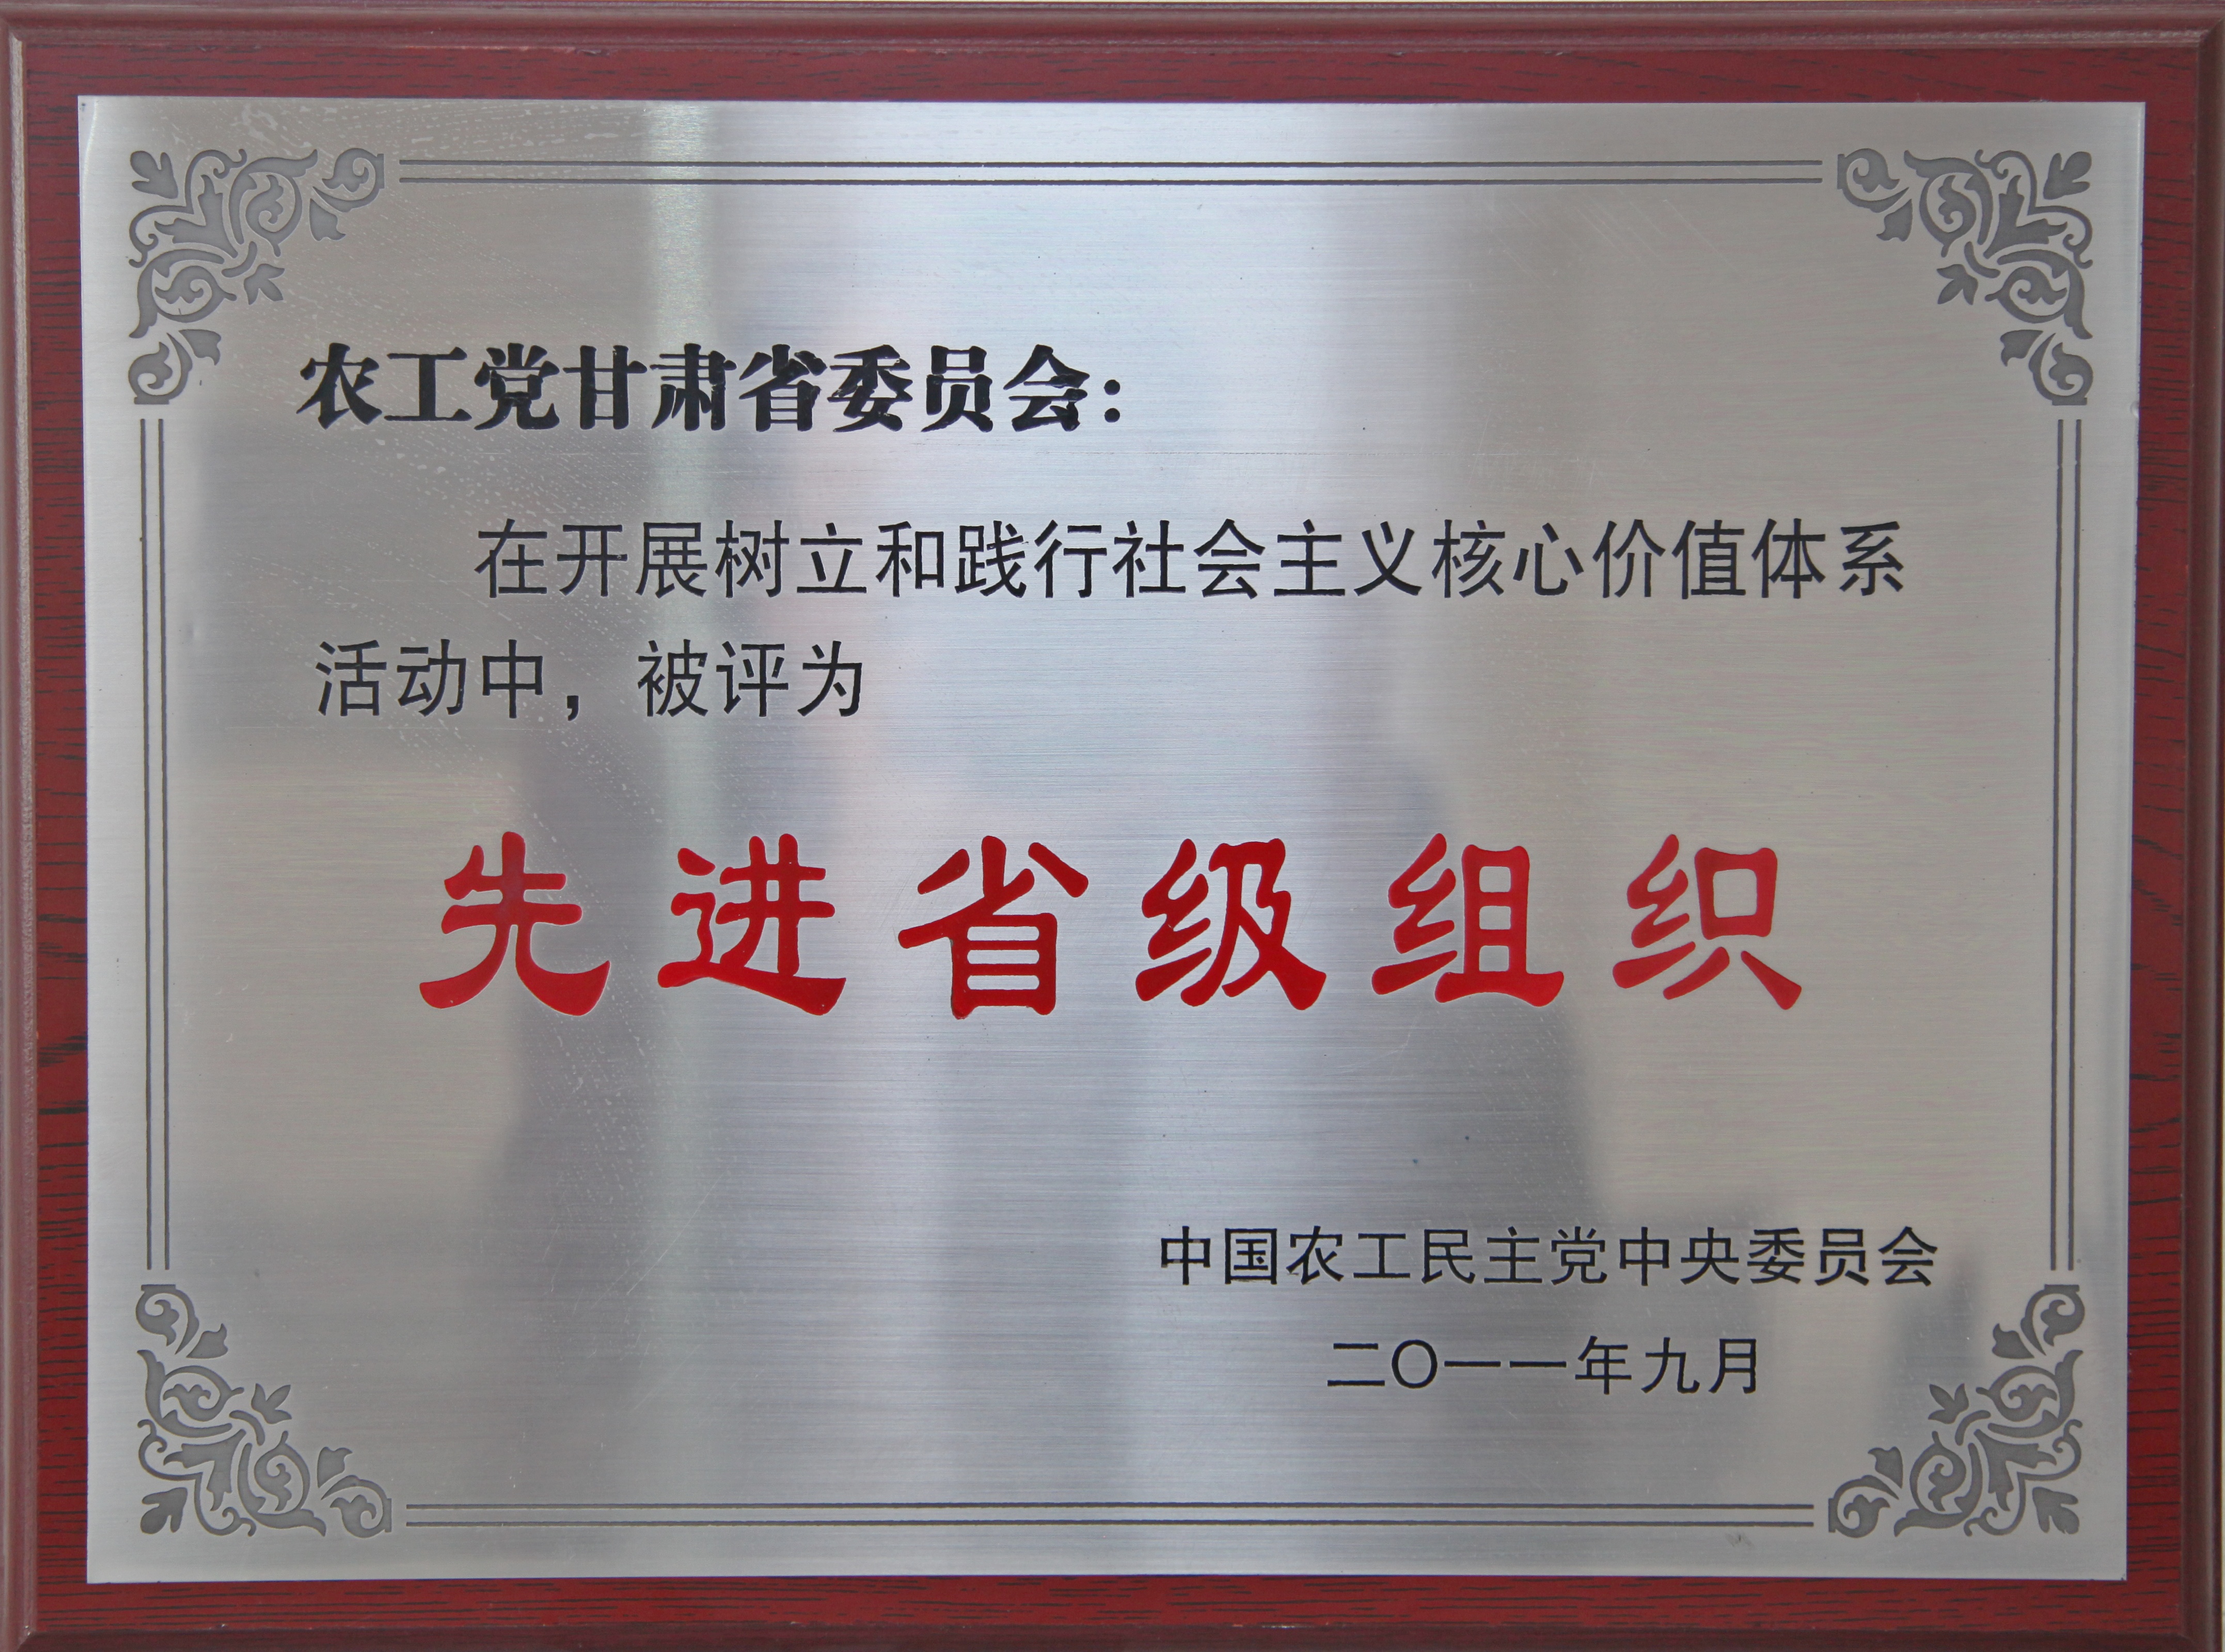 农工党甘肃省委员会：
在开展树立和践行社会主义核心价值体系
活动中，被评为
先进省级组织
中国农工民主党中央委员会
二〇一一年九月